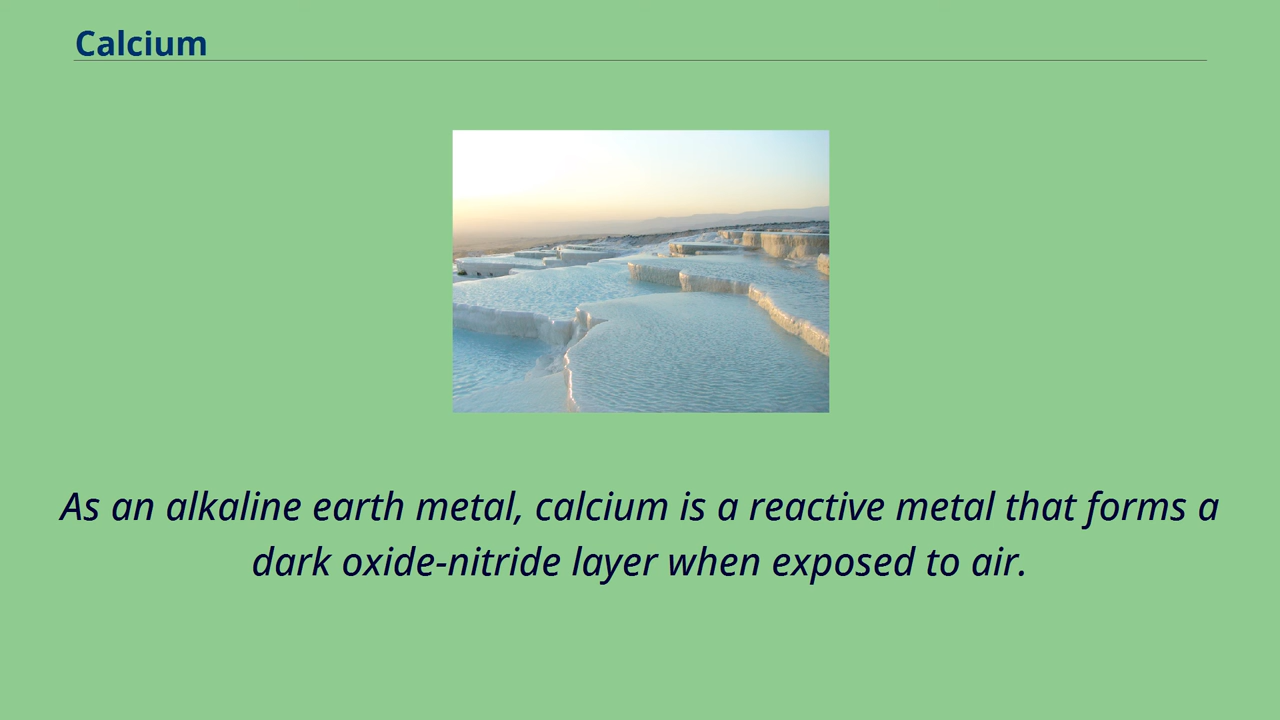 Calcium
As an alkaline earth metal, calcium is a reactive metal that forms a
dark oxide-nitride layer when exposed to air.